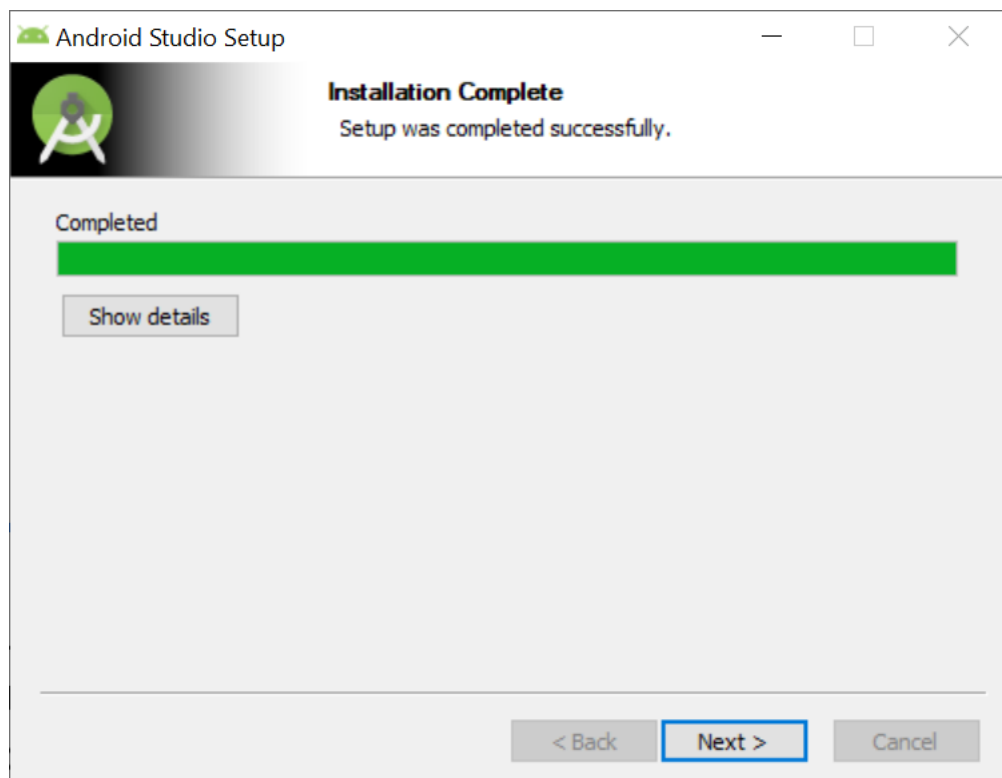 Android Studio Setup
Installation Complete
Setup was completed successfully.
Completed
Show details
< Back
Next >
Cancel